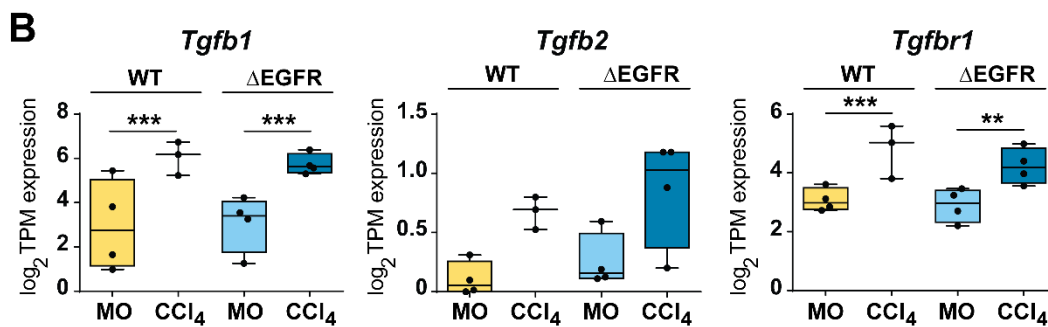 B
Tgfb1
WT ΔEGFR
*** ***
log2 TPM expression
8
6
4
2
0
MO CCl4 MO CCl4
Tgfb2
WT ΔEGFR
log2 TPM expression
1.5
1.0
0.5
0
MO CCl4 MO CCl4
Tgfbr1
WT ΔEGFR
*** **
log2 TPM expression
6
4
2
0
MO CCl4 MO CCl4